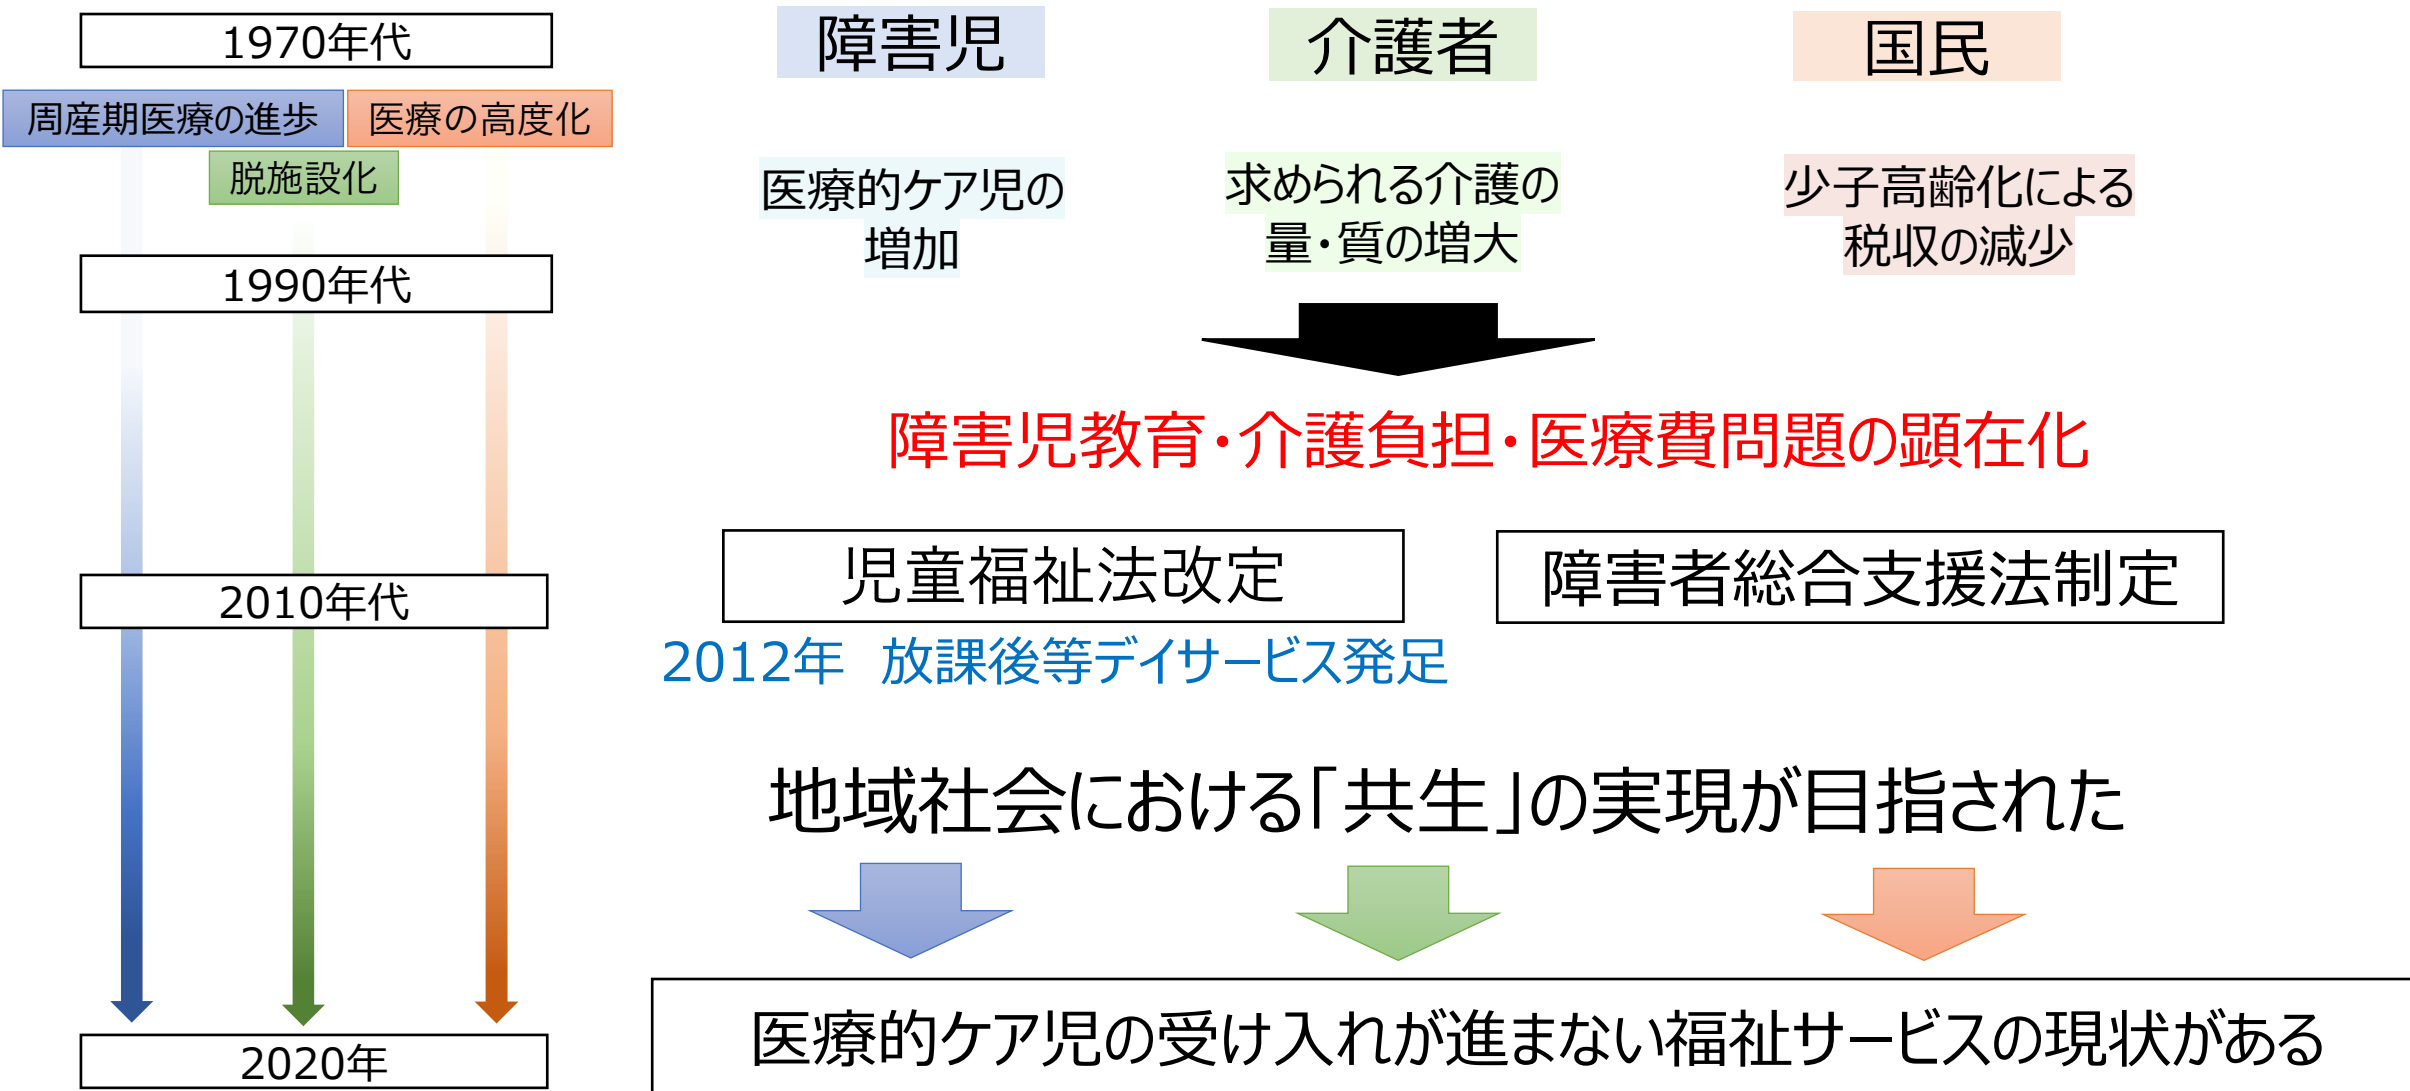 1970年代
周産期医療の進歩
医療の高度化
脱施設化
1990年代
2010年代
2020年
障害児
介護者
国民
医療的ケア児の
増加
求められる介護の
量・質の増大
少子高齢化による
税収の減少
障害児教育・介護負担・医療費問題の顕在化
児童福祉法改定
障害者総合支援法制定
2012年　放課後等デイサービス発足
地域社会における「共生」の実現が目指された
医療的ケア児の受け入れが進まない福祉サービスの現状がある